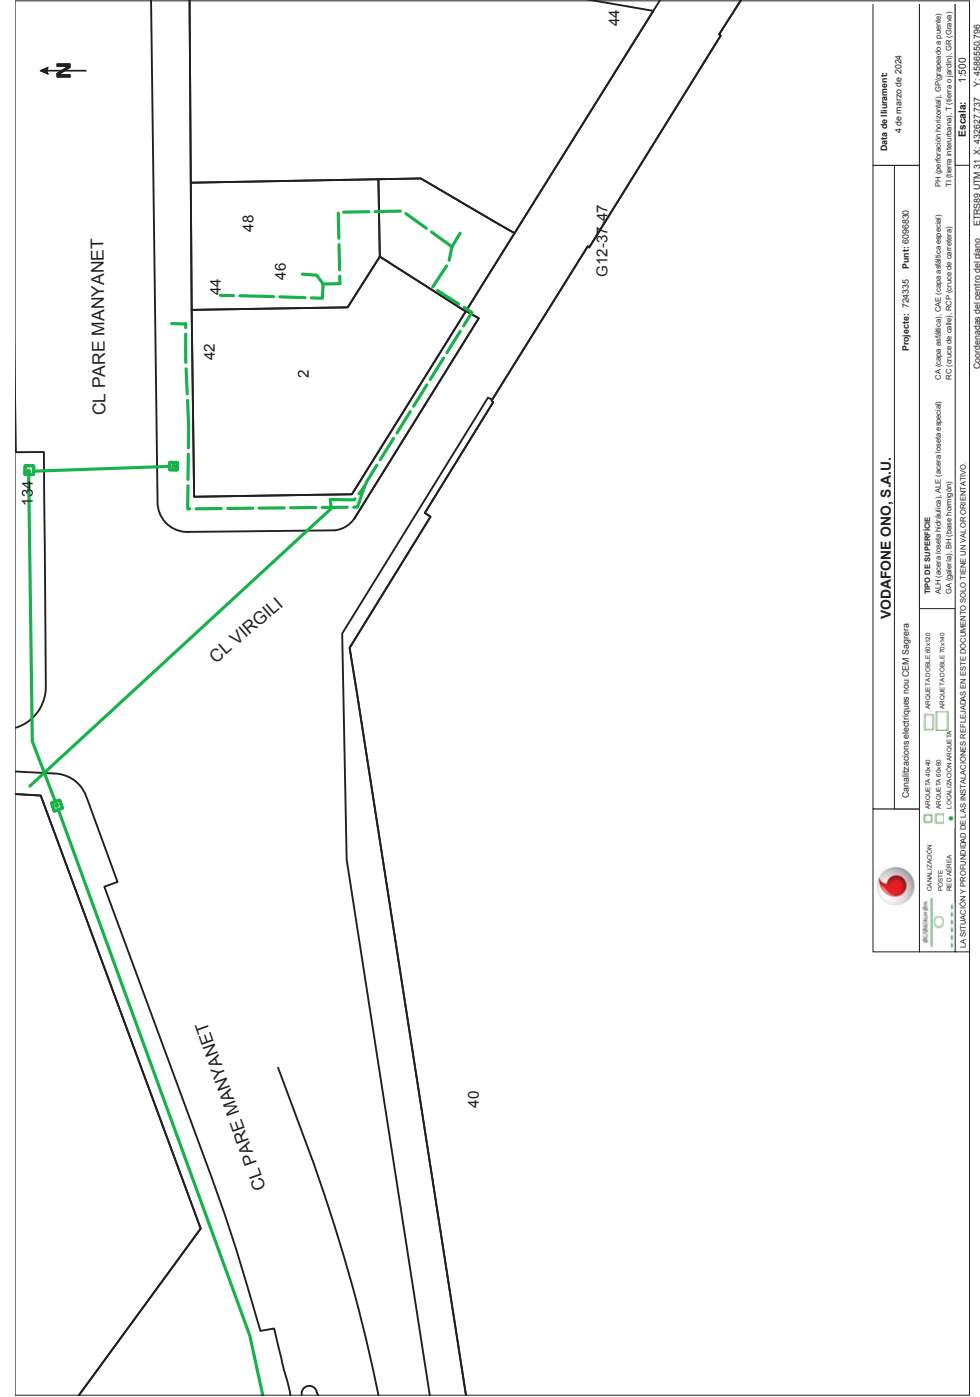 N
44
CL PARE MANYANET
48
46
44
42
2
134
G12-37-47
CL VIRGILI
CL PARE MANYANET
40
VODAFONE ONO, S.A.U.
Data de lliurament:
4 de marzo de 2024
Canalitzacions electriques nou CEM Sagrera
Projecte: 724335 Punt: 6096830
CANALIZACIÓN
POSTE
RED AÉREA
ARQUETA 40x40
ARQUETA 60x60
LOCALIZACIÓN ARQUETA
ARQUETA DOBLE 60x120
ARQUETA DOBLE 70x140
TIPO DE SUPERFÍCIE
ALH (acera loseta hidráulica), ALE (acera loseta especial)
GA (galería), BH (base hormigón)
CA (capa asfáltica), CAE (capa asfáltica especial)
RC (cruce de calle), RCP (cruce de carretera)
PH (perforación horizontal), GP(grapeado a puente)
TI (tierra interurbana), T (tierra o jardín), GR (Grava)
Escala: 1:500
LA SITUACIÓN Y PROFUNDIDAD DE LAS INSTALACIONES REFLEJADAS EN ESTE DOCUMENTO SOLO TIENE UN VALOR ORIENTATIVO.
Coordenadas del centro del plano ETRS89 UTM 31 X: 432627.737 Y: 4586550.796